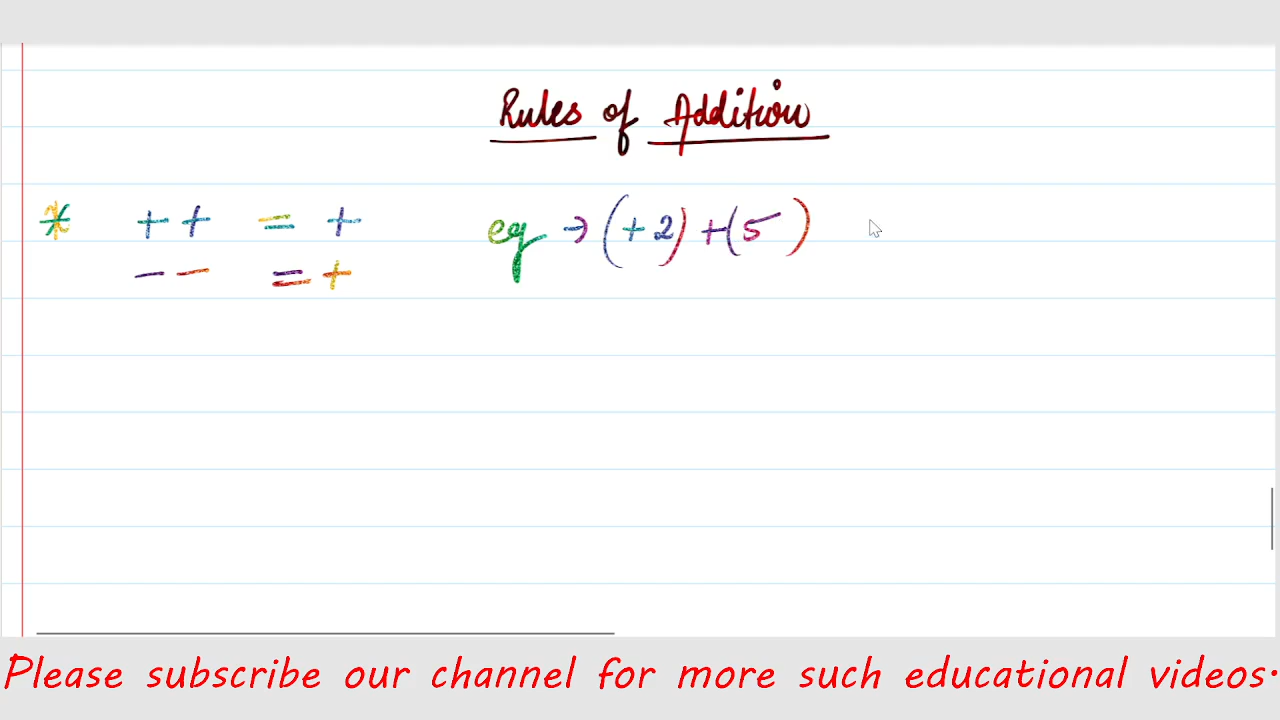 Rules of Addition
* + + = + eg → (+2) + (5 )
- - = +
Please subscribe our channel for more such educational videos.